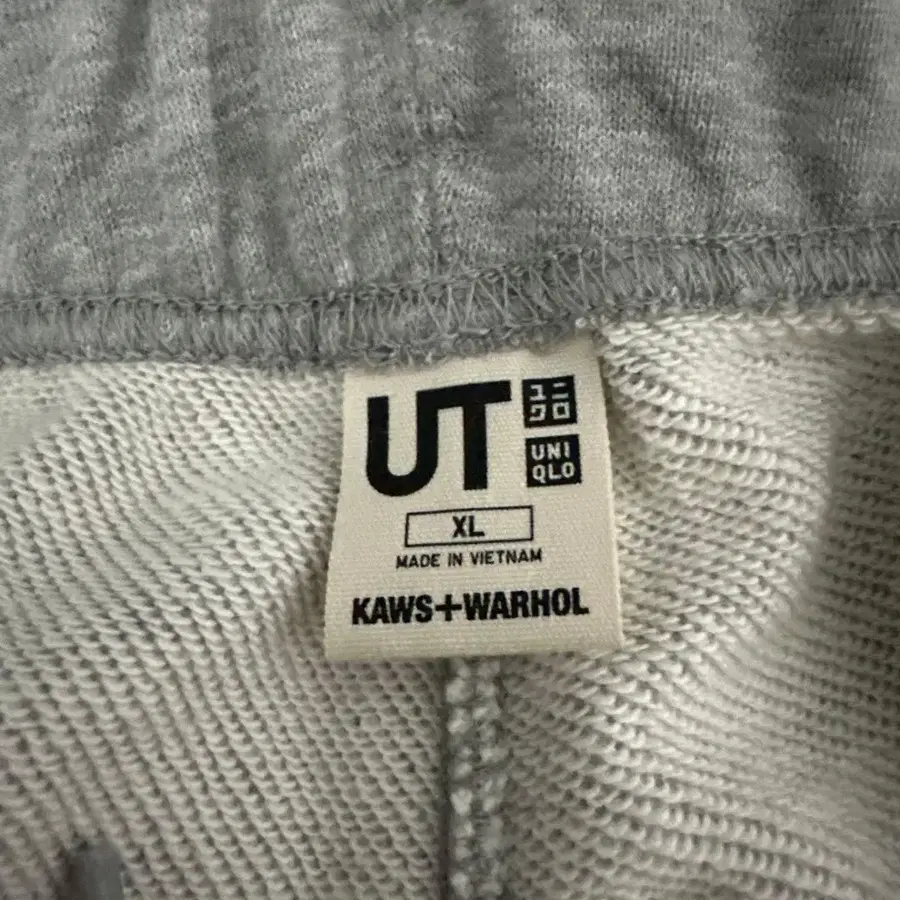 UT
ユニ
クロ
UNI
QLO
XL
MADE IN VIETNAM
KAWS+WARHOL